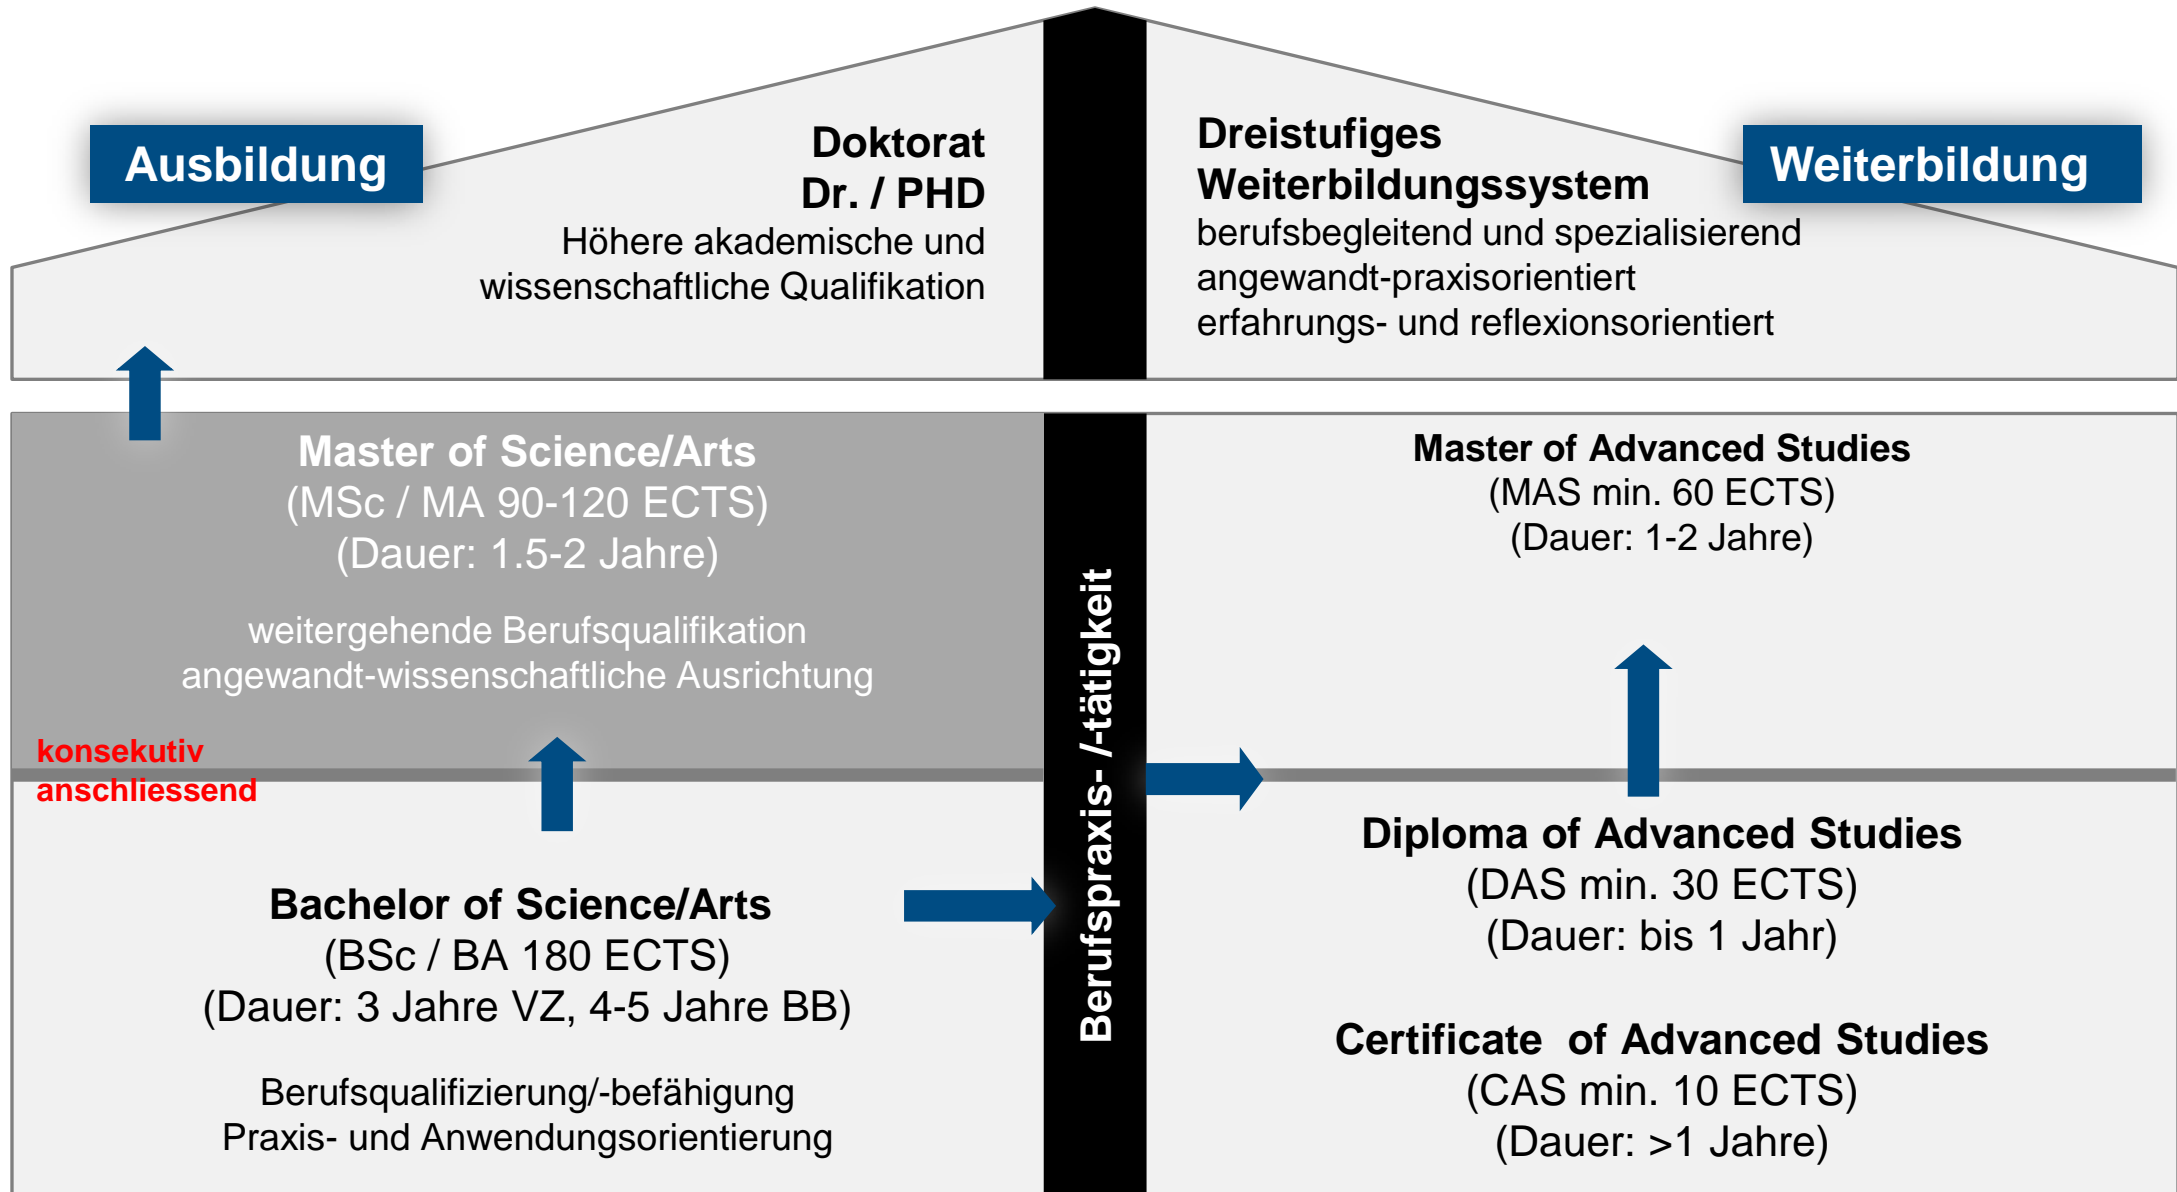 Ausbildung
Doktorat
Dr. / PHD
Höhere akademische und
wissenschaftliche Qualifikation
Dreistufiges
Weiterbildungssystem
berufsbegleitend und spezialisierend
angewandt-praxisorientiert
erfahrungs- und reflexionsorientiert
Weiterbildung
Master of Science/Arts
(MSc / MA 90-120 ECTS)
(Dauer: 1.5-2 Jahre)
weitergehende Berufsqualifikation
angewandt-wissenschaftliche Ausrichtung
konsekutiv
anschliessend
Bachelor of Science/Arts
(BSc / BA 180 ECTS)
(Dauer: 3 Jahre VZ, 4-5 Jahre BB)
Berufsqualifizierung/-befähigung
Praxis- und Anwendungsorientierung
Berufspraxis- /-tätigkeit
Master of Advanced Studies
(MAS min. 60 ECTS)
(Dauer: 1-2 Jahre)
Diploma of Advanced Studies
(DAS min. 30 ECTS)
(Dauer: bis 1 Jahr)
Certificate  of Advanced Studies
(CAS min. 10 ECTS)
(Dauer: >1 Jahre)